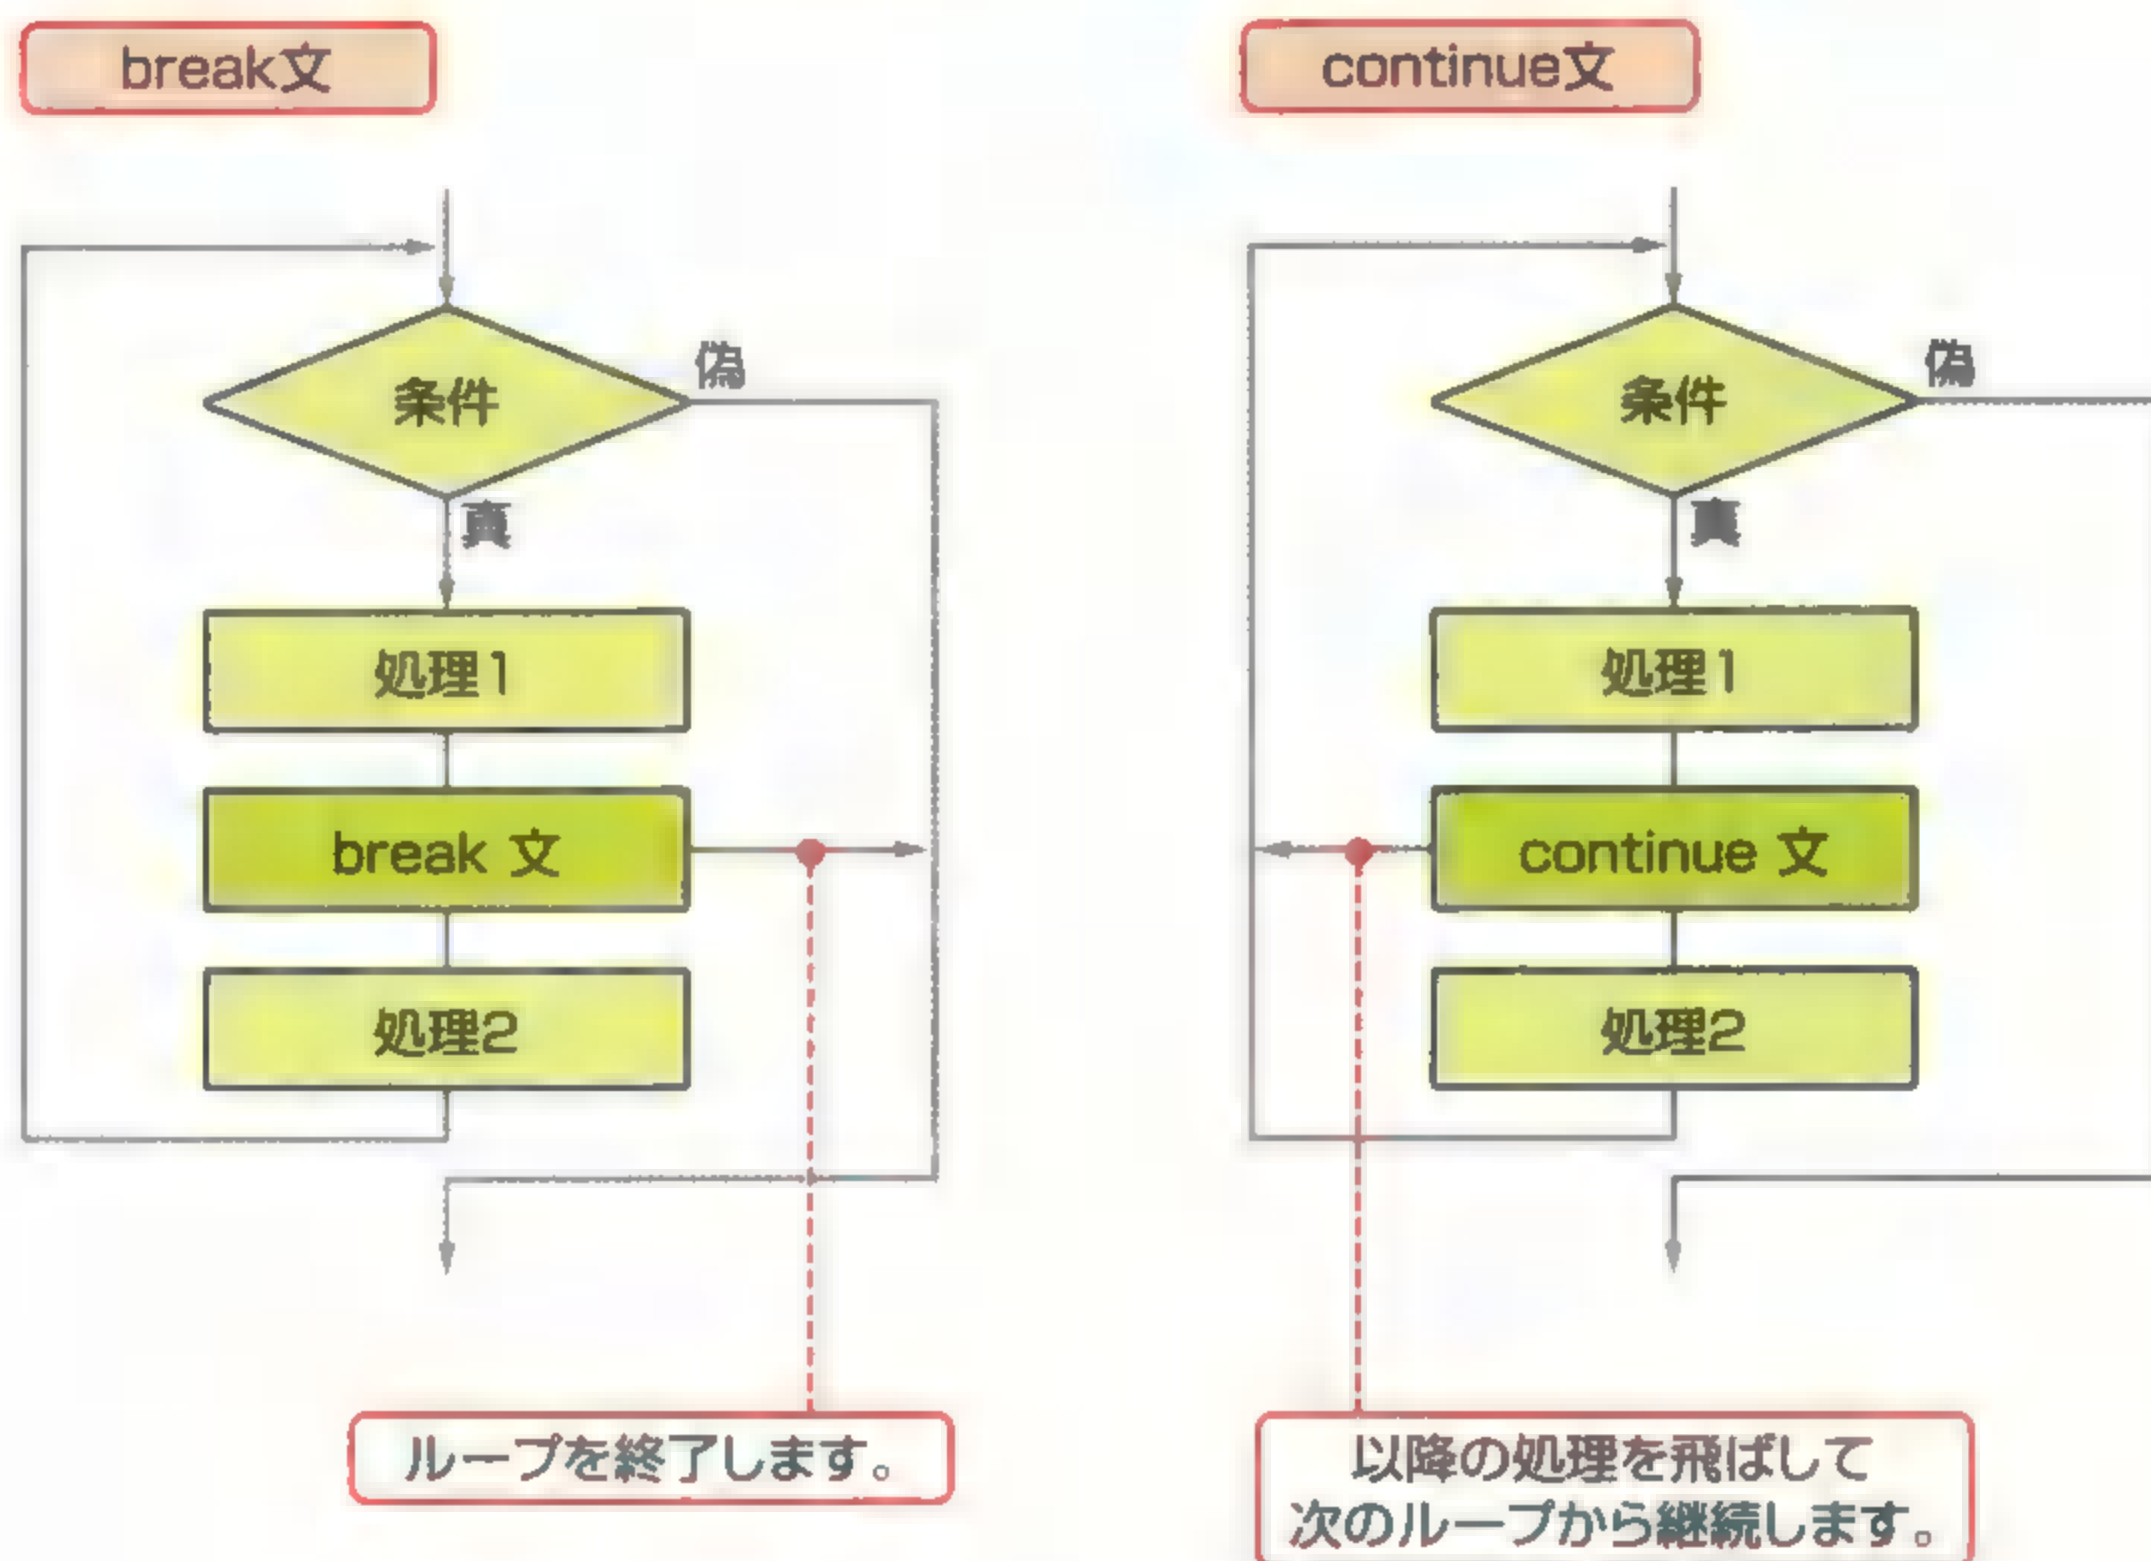 break文
偽
条件
真
処理1
break 文
処理2
ループを終了します。
continue文
偽
条件
真
処理1
continue 文
処理2
以降の処理を飛ばして
次のループから継続します。